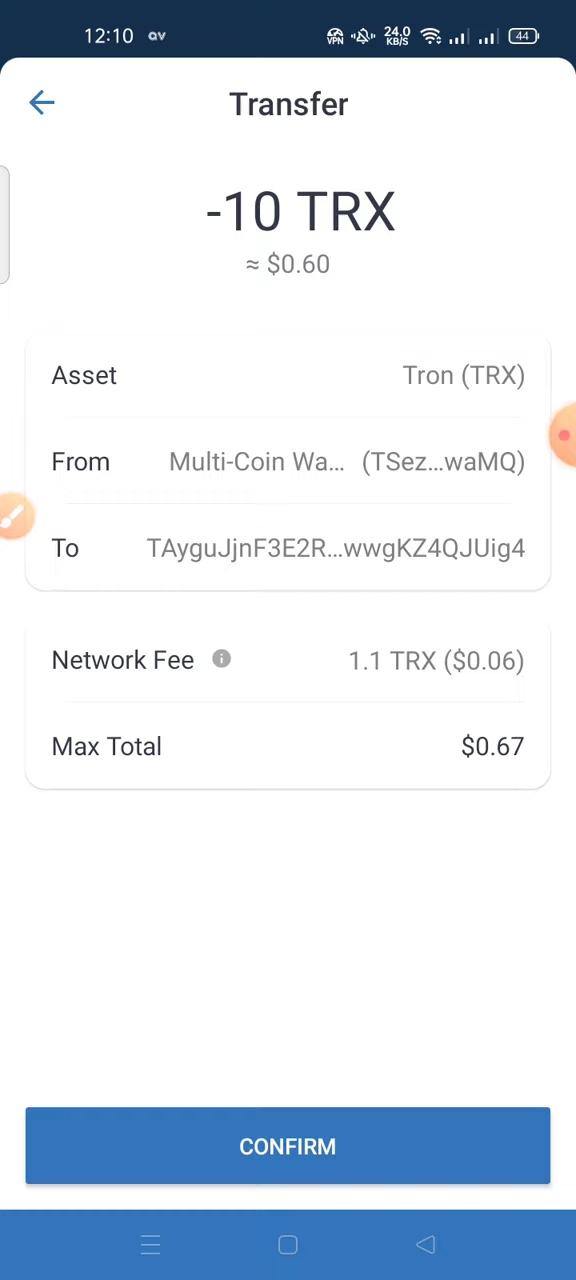 12:10 VPN 24.0 KB/S 44
Transfer
-10 TRX
≈ $0.60
Asset Tron (TRX)
From Multi-Coin Wa... (TSez...waMQ)
To TAyguJjnF3E2R...wwgKZ4QJUig4
Network Fee i 1.1 TRX ($0.06)
Max Total $0.67
CONFIRM